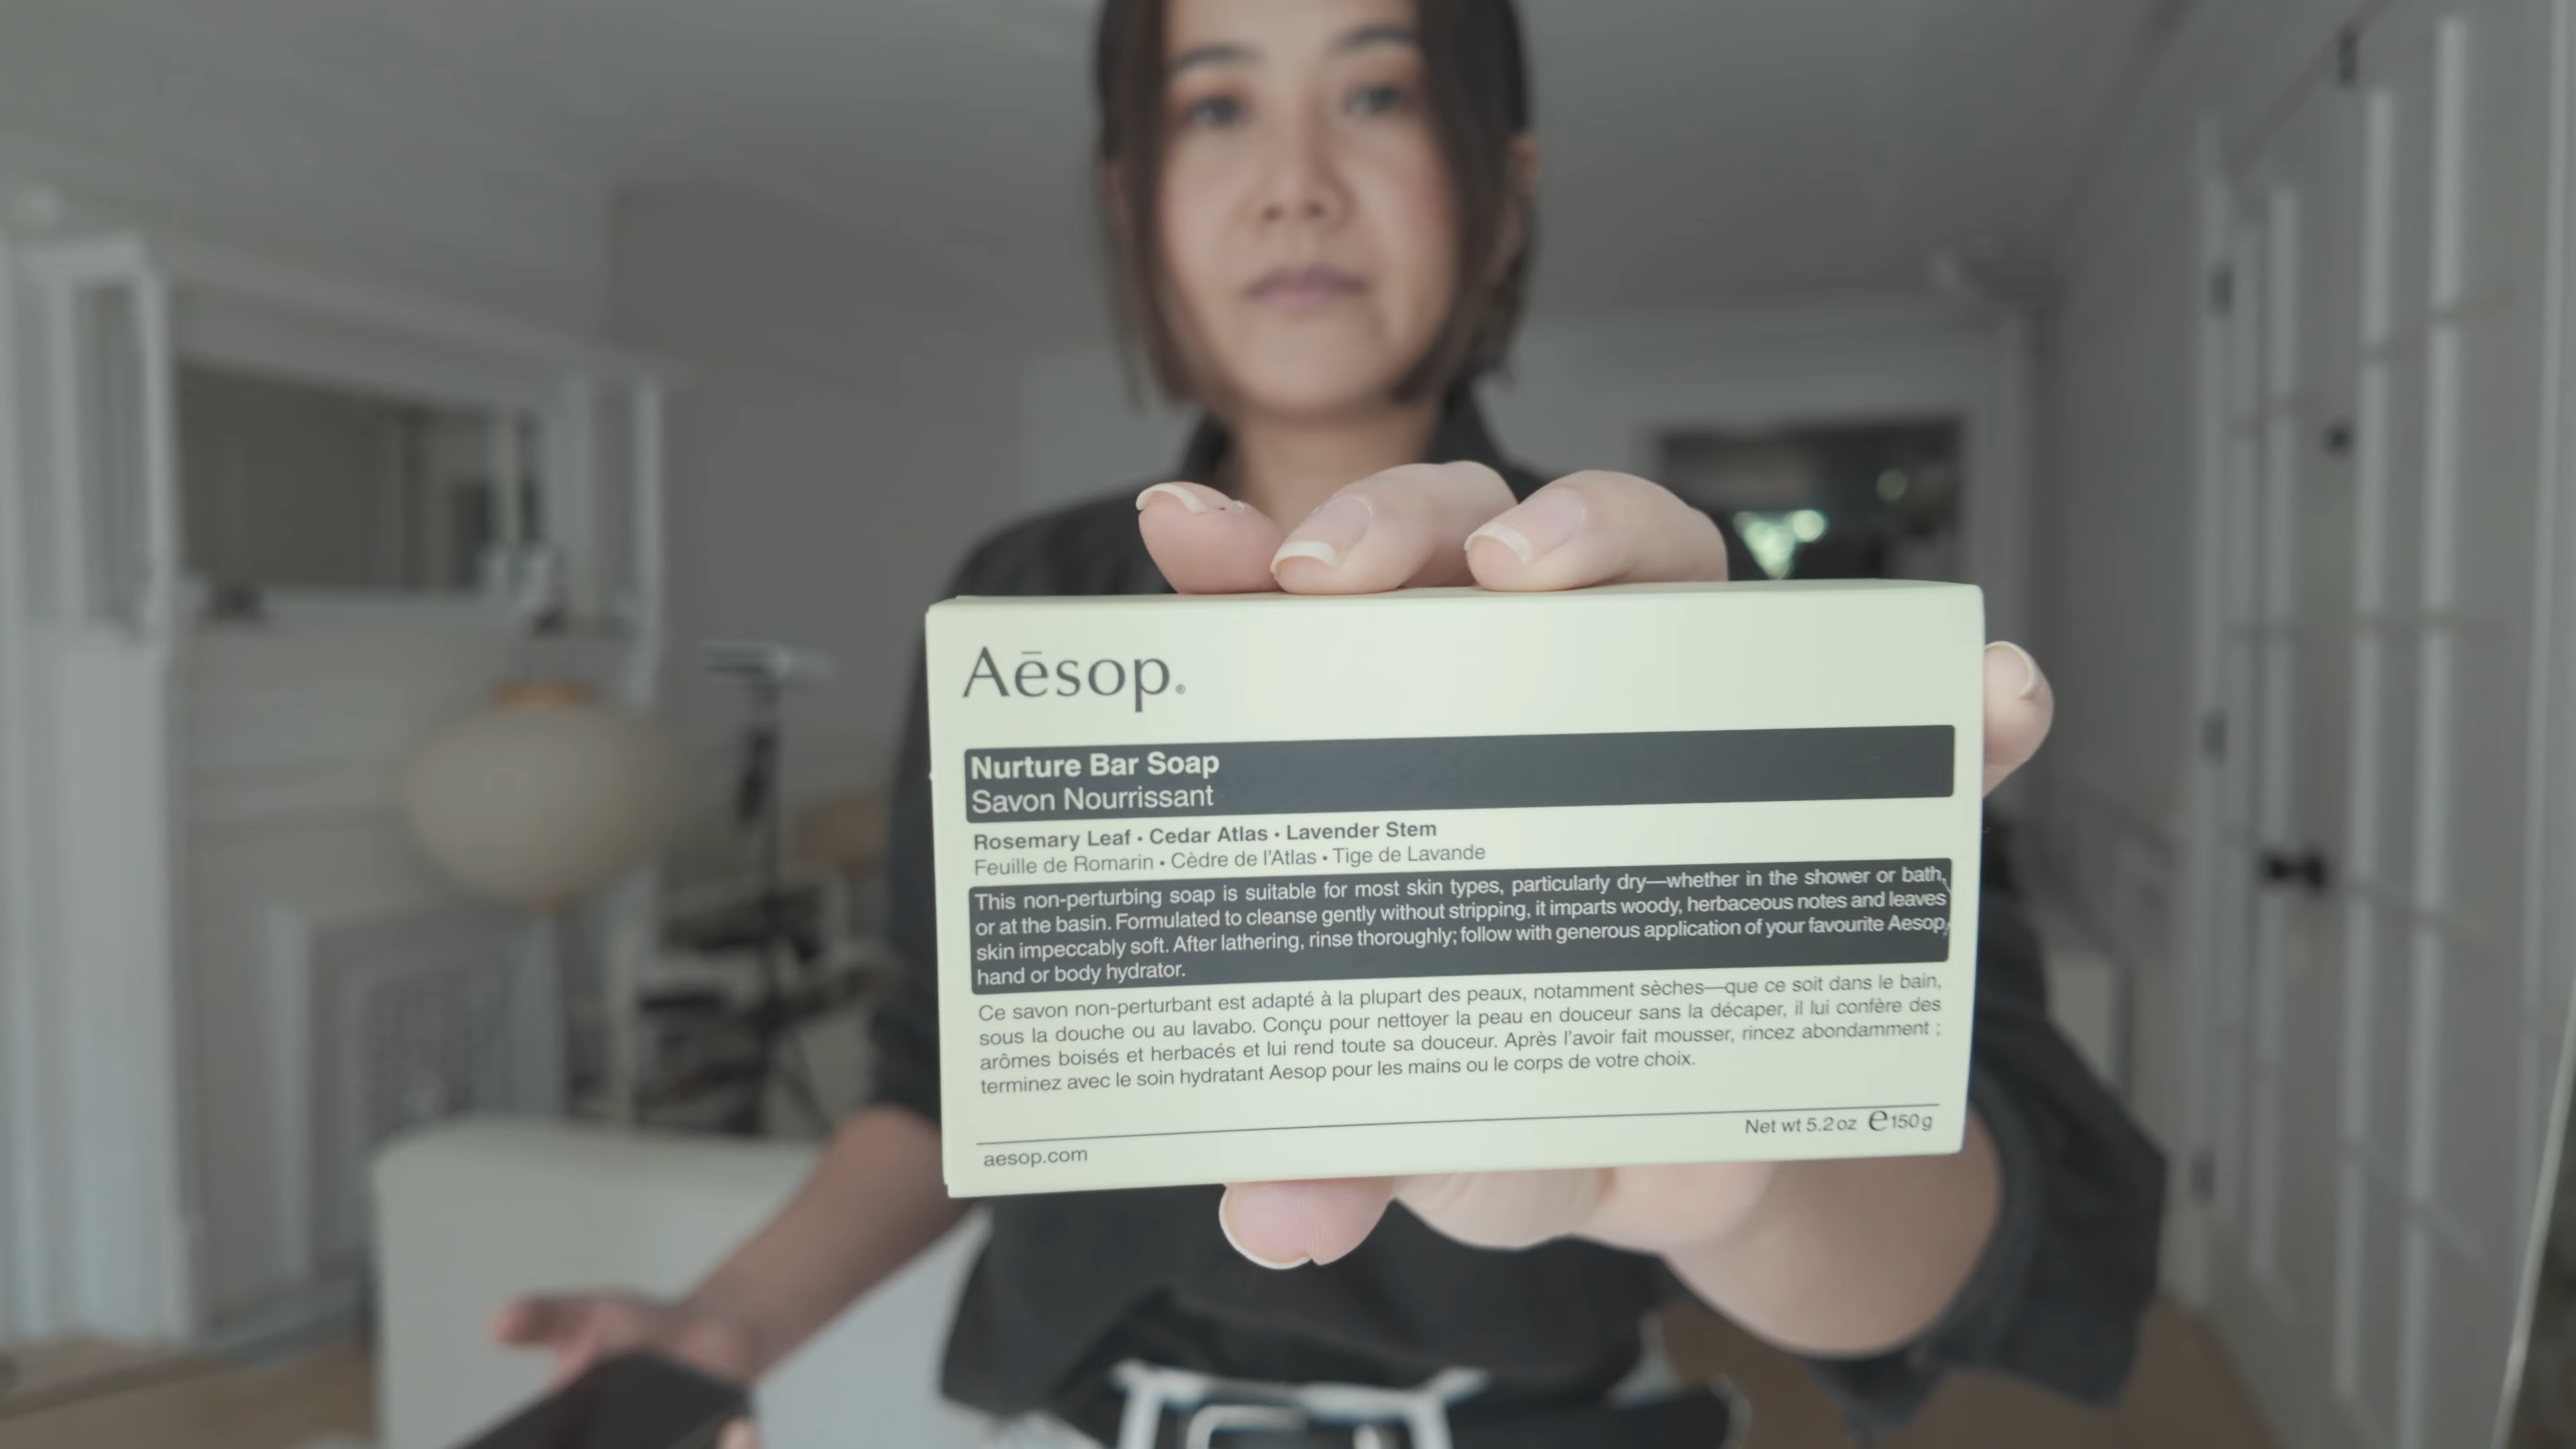 Aēsop.®
Nurture Bar Soap
Savon Nourrissant
Rosemary Leaf • Cedar Atlas • Lavender Stem
Feuille de Romarin • Cèdre de l'Atlas • Tige de Lavande
This non-perturbing soap is suitable for most skin types, particularly dry—whether in the shower or bath,
or at the basin. Formulated to cleanse gently without stripping, it imparts woody, herbaceous notes and leaves
skin impeccably soft. After lathering, rinse thoroughly; follow with generous application of your favourite Aesop
hand or body hydrator.
Ce savon non-perturbant est adapté à la plupart des peaux, notamment sèches—que ce soit dans le bain,
sous la douche ou au lavabo. Conçu pour nettoyer la peau en douceur sans la décaper, il lui confère des
arômes boisés et herbacés et lui rend toute sa douceur. Après l'avoir fait mousser, rincez abondamment ;
terminez avec le soin hydratant Aesop pour les mains ou le corps de votre choix.
Net wt 5.2 oz ℮ 150 g
aesop.com